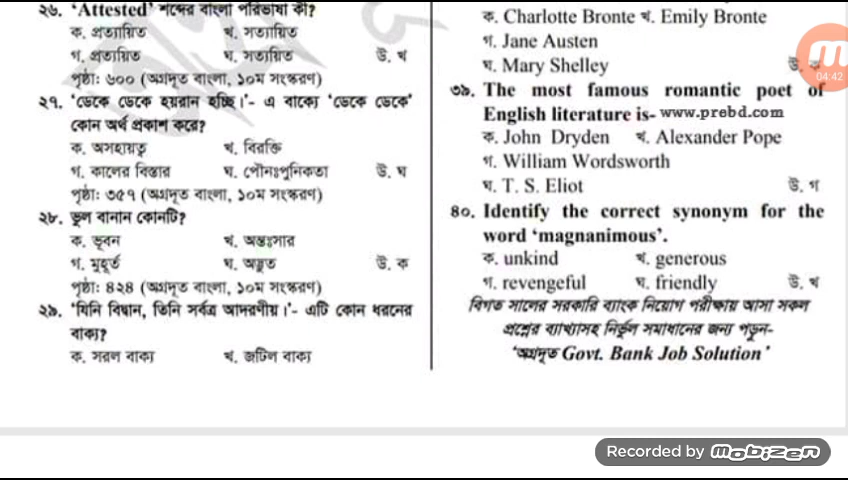 ২৬. 'Attested' শব্দের বাংলা পরিভাষা কী?
ক. প্রত্যায়িত খ. সত্যায়িত
গ. প্রত্যয়িত ঘ. সত্যয়িত উ. খ
পৃষ্ঠা: ৬০০ (অগ্রদূত বাংলা, ১০ম সংস্করণ)
২৭. 'ডেকে ডেকে হয়রান হচ্ছি।'- এ বাক্যে 'ডেকে ডেকে'
কোন অর্থ প্রকাশ করে?
ক. অসহায়ত্ব খ. বিরক্তি
গ. কালের বিস্তার ঘ. পৌনঃপুনিকতা উ. ঘ
পৃষ্ঠা: ৩৫৭ (অগ্রদূত বাংলা, ১০ম সংস্করণ)
২৮. ভুল বানান কোনটি?
ক. ভূবন খ. অন্তঃসার
গ. মুহূর্ত ঘ. অদ্ভুত উ. ক
পৃষ্ঠা: ৪২৪ (অগ্রদূত বাংলা, ১০ম সংস্করণ)
২৯. 'যিনি বিদ্বান, তিনি সর্বত্র আদরণীয়।'- এটি কোন ধরনের
বাক্য?
ক. সরল বাক্য খ. জটিল বাক্য
ক. Charlotte Bronte খ. Emily Bronte
গ. Jane Austen
ঘ. Mary Shelley উ. ক
৩৯. The most famous romantic poet of
English literature is- www.prebd.com
ক. John Dryden খ. Alexander Pope
গ. William Wordsworth
ঘ. T. S. Eliot উ. গ
৪০. Identify the correct synonym for the
word 'magnanimous'.
ক. unkind খ. generous
গ. revengeful ঘ. friendly উ. খ
বিগত সালের সরকারি ব্যাংক নিয়োগ পরীক্ষায় আসা সকল
প্রশ্নের ব্যাখ্যাসহ নির্ভুল সমাধানের জন্য পড়ুন-
'অগ্রদূত Govt. Bank Job Solution'
04:42
Recorded by mobizen